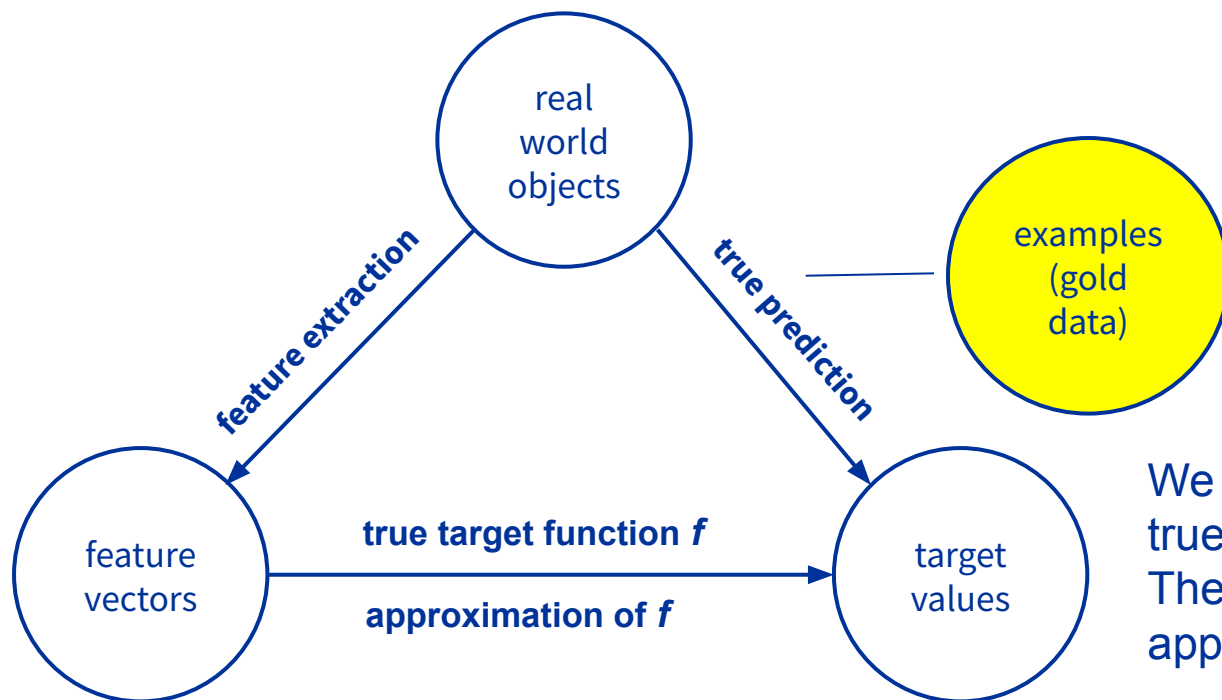 real
world
objects
examples
(gold
data)
feature extraction
true prediction
feature
vectors
true target function f
approximation of f
target
values
We
true
The
app